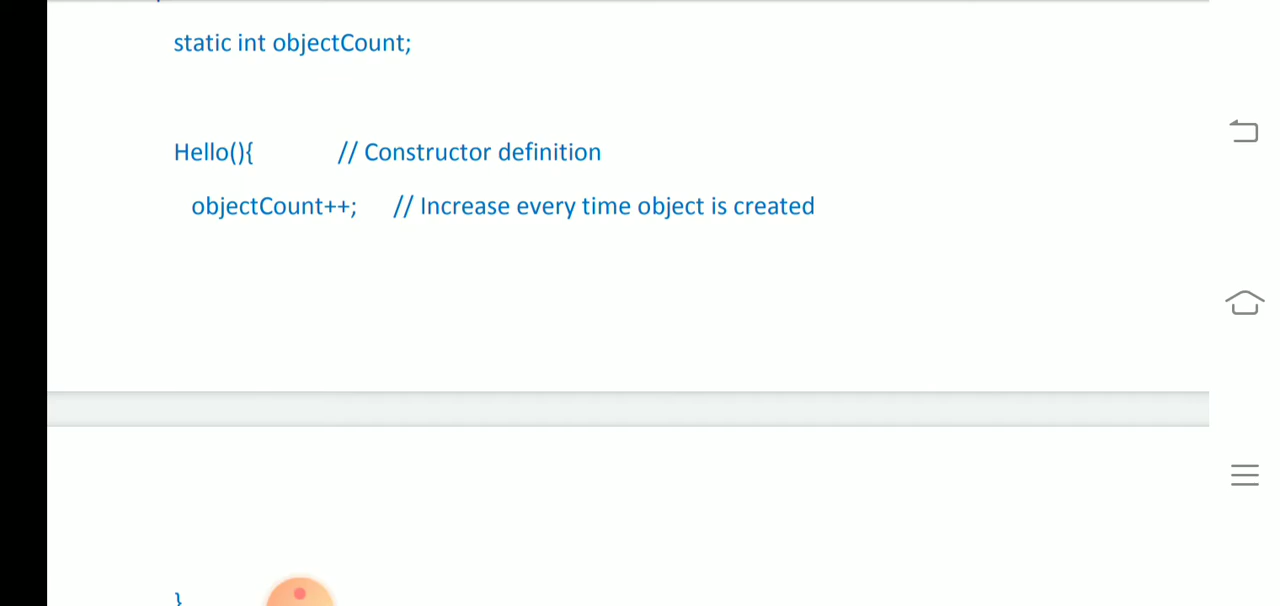 static int objectCount;
Hello(){ // Constructor definition
objectCount++; // Increase every time object is created
}